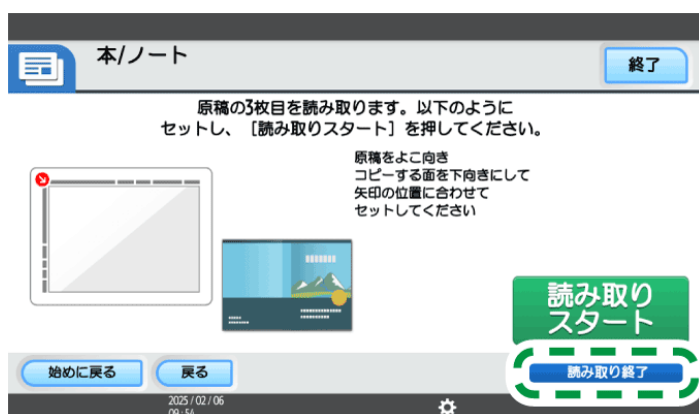 本/ノート
終了
原稿の3枚目を読み取ります。以下のように
セットし、［読み取りスタート］を押してください。
原稿をよこ向き
コピーする面を下向きにして
矢印の位置に合わせて
セットしてください
読み取り
スタート
始めに戻る
戻る
読み取り終了
2025/02/06